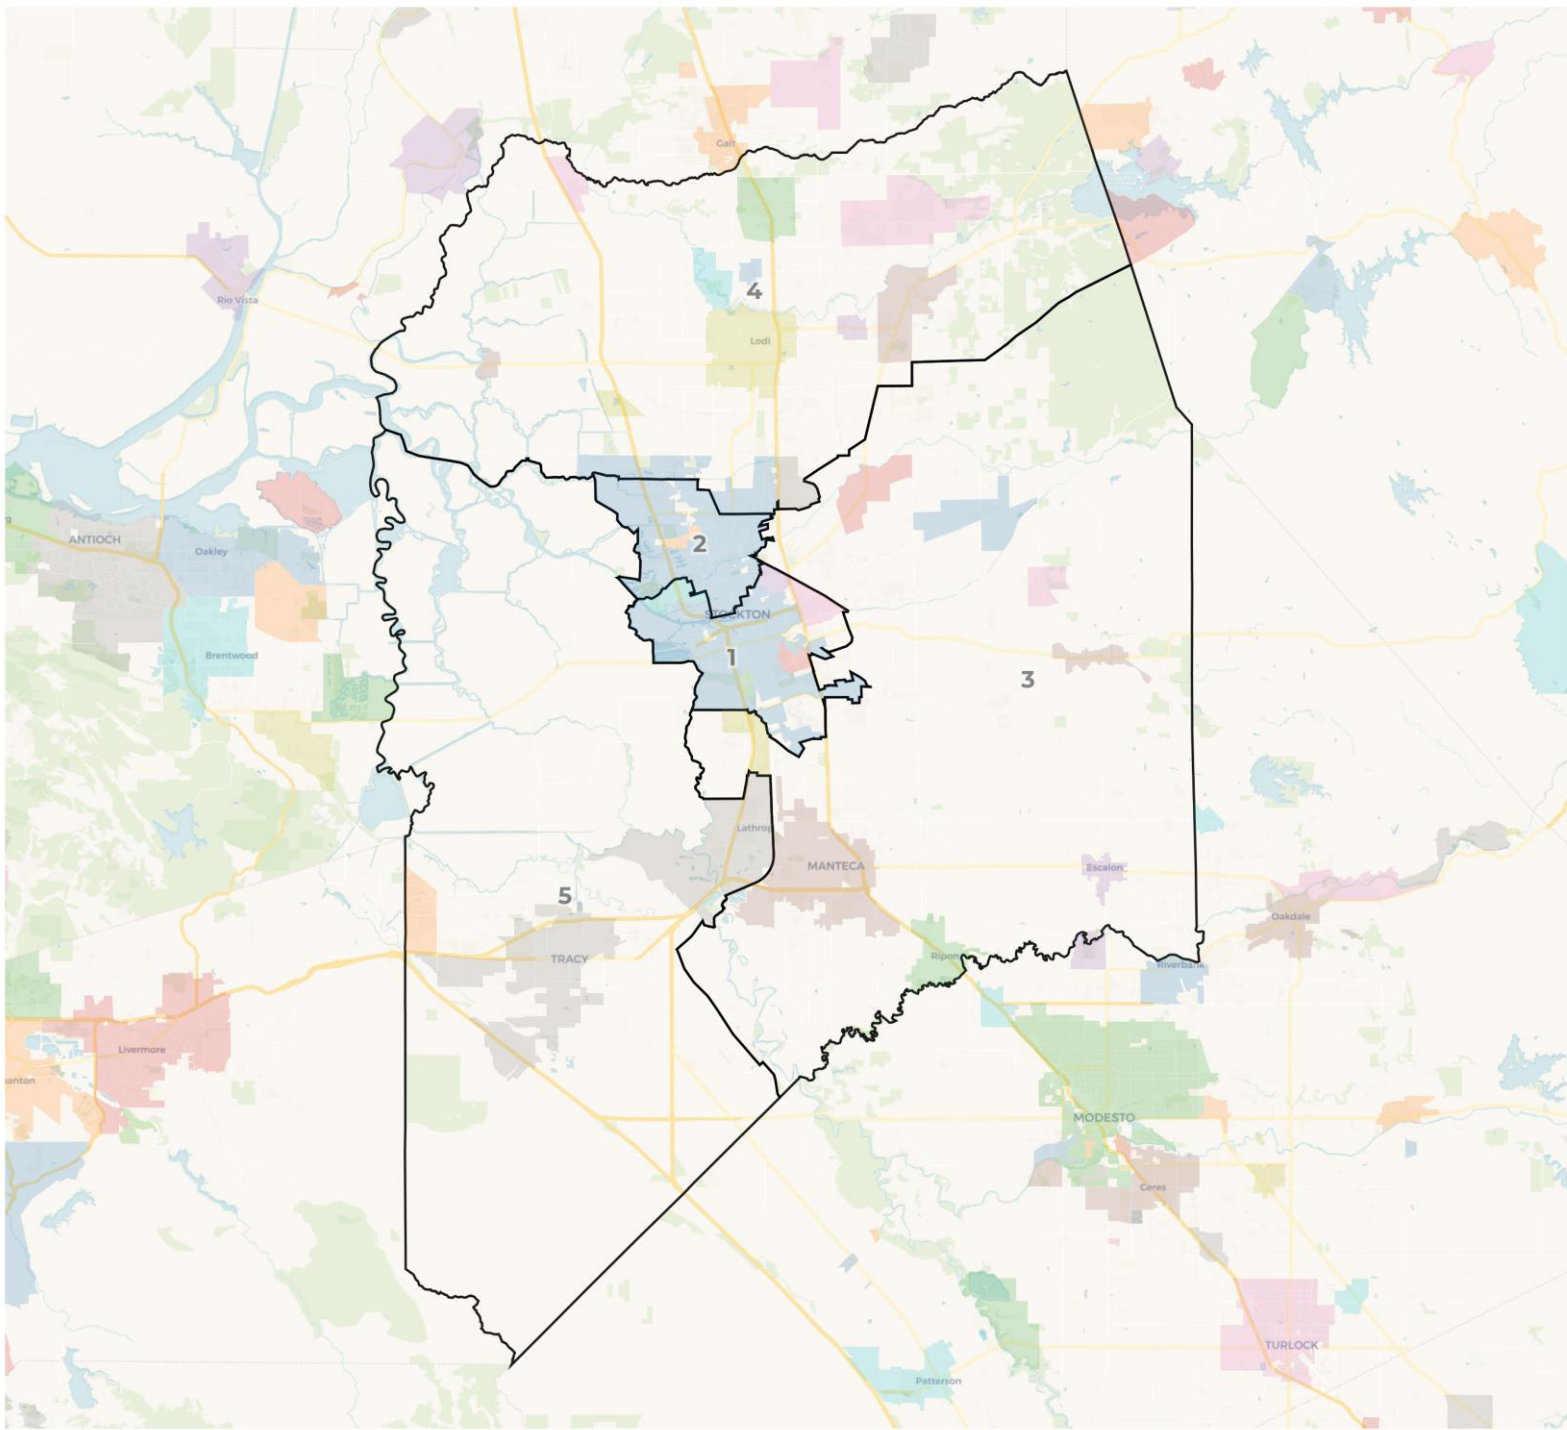 Galt
Rio Vista
4
Lodi
ANTIOCH
Oakley
2
STOCKTON
Brentwood
1
3
Lathrop
MANTECA
Escalon
5
Oakdale
TRACY
Ripon
Riverbank
Livermore
santon
MODESTO
Ceres
TURLOCK
Patterson